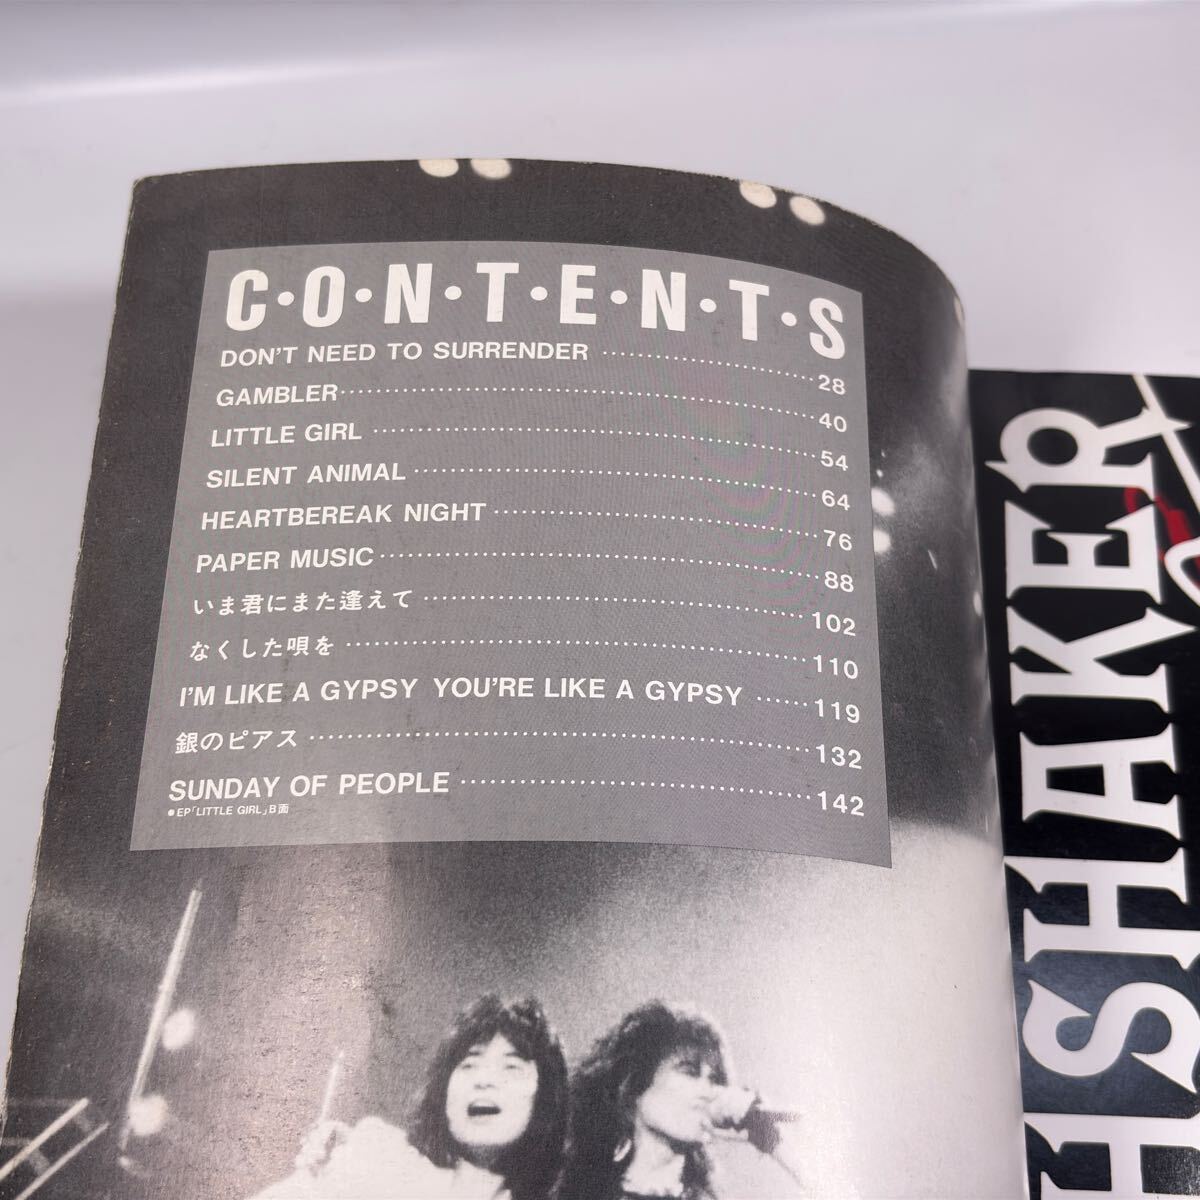 C·O·N·T·E·N·T·S
DON'T NEED TO SURRENDER ···················· 28
GAMBLER ···················· 40
LITTLE GIRL ···················· 54
SILENT ANIMAL ···················· 64
HEARTBEREAK NIGHT ···················· 76
PAPER MUSIC ···················· 88
いま君にまた逢えて ···················· 102
なくした唄を ···················· 110
I'M LIKE A GYPSY YOU'RE LIKE A GYPSY ······ 119
銀のピアス ···················· 132
SUNDAY OF PEOPLE ···················· 142
●EP「LITTLE GIRL」B面
HSHAKER